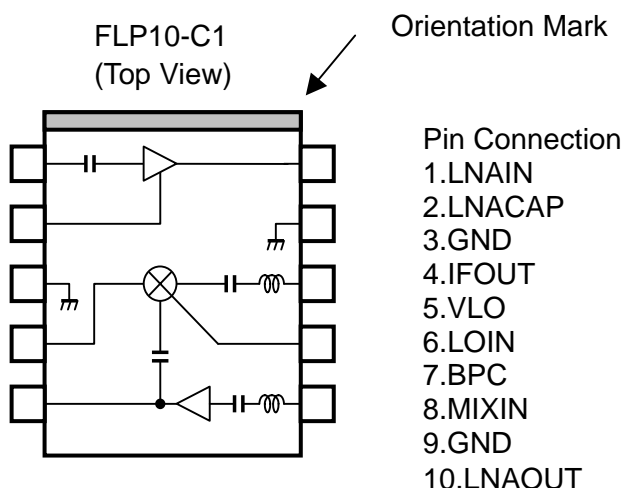 FLP10-C1
(Top View)
Orientation Mark
Pin Connection
1.LNAIN
2.LNACAP
3.GND
4.IFOUT
5.VLO
6.LOIN
7.BPC
8.MIXIN
9.GND
10.LNAOUT